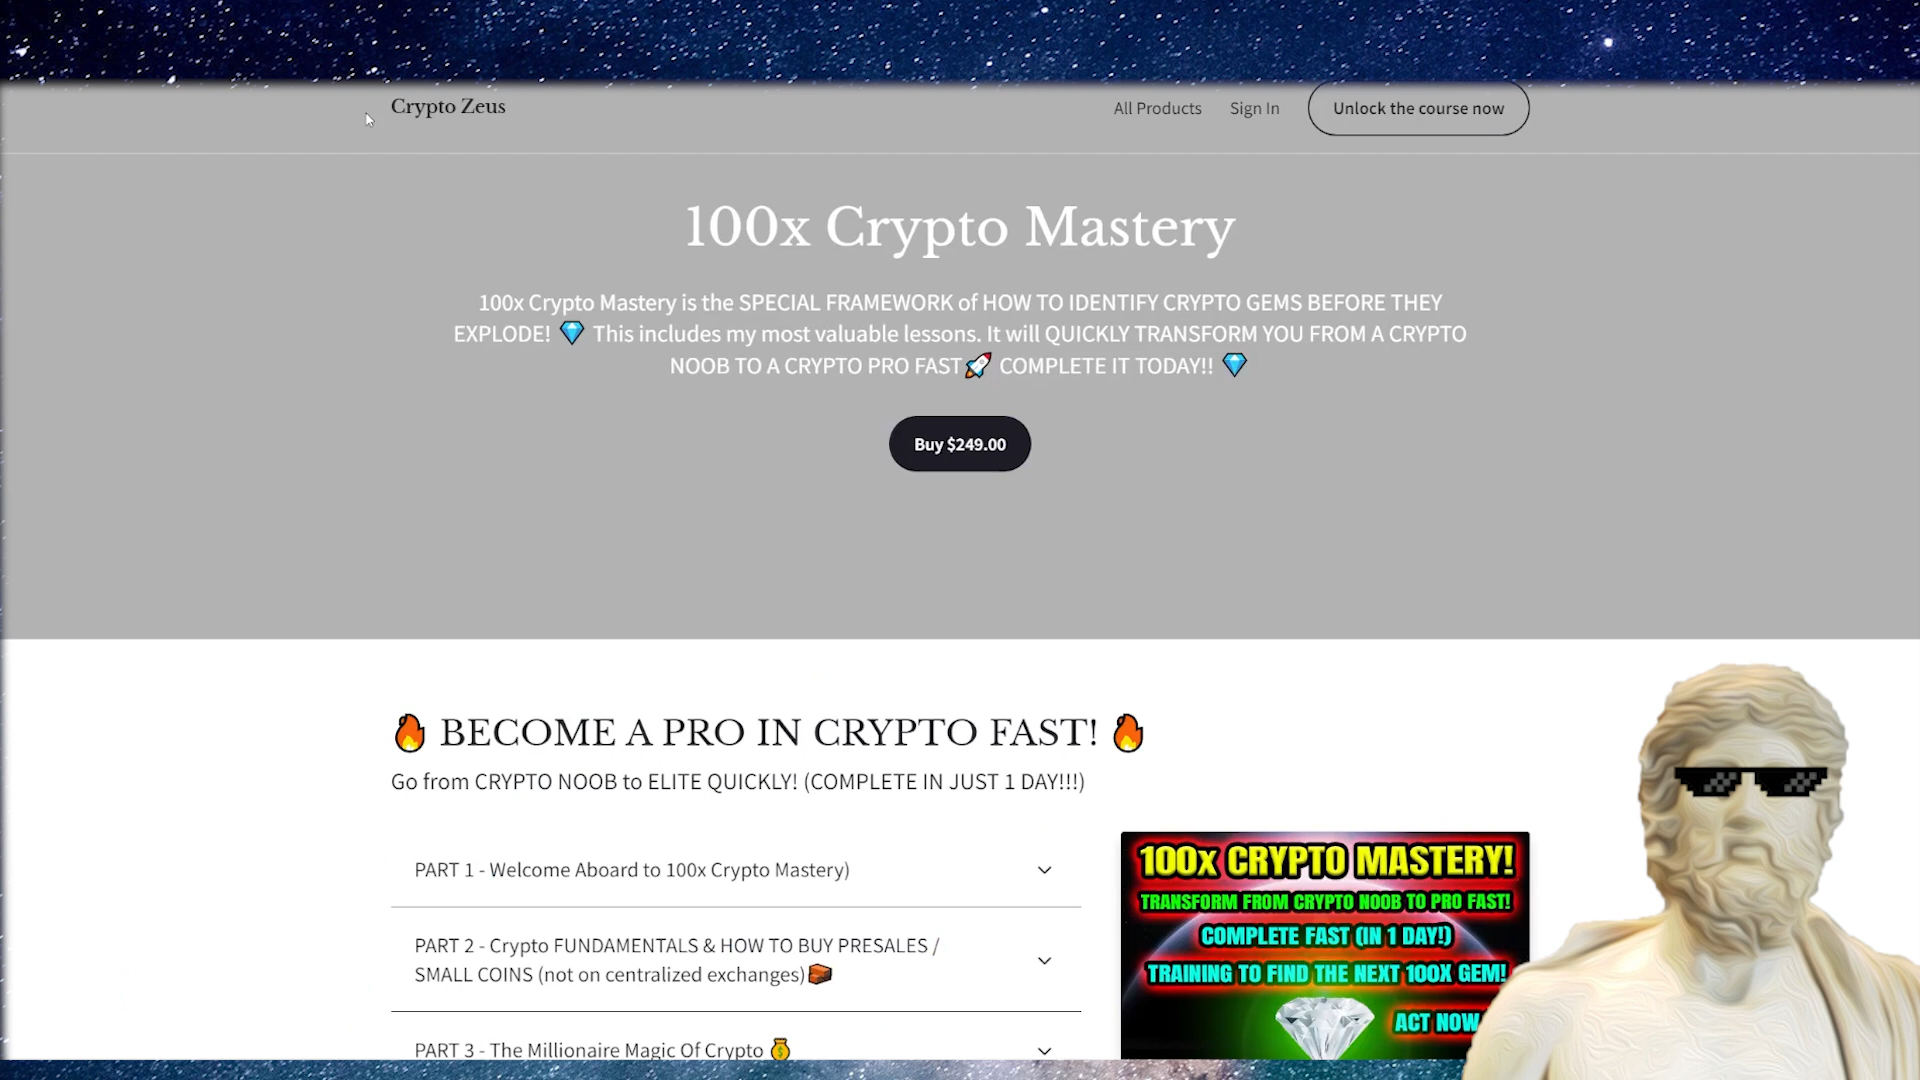 Crypto Zeus
All Products
Sign In
Unlock the course now
100x Crypto Mastery
100x Crypto Mastery is the SPECIAL FRAMEWORK of HOW TO IDENTIFY CRYPTO GEMS BEFORE THEY
EXPLODE! 💎 This includes my most valuable lessons. It will QUICKLY TRANSFORM YOU FROM A CRYPTO
NOOB TO A CRYPTO PRO FAST🚀 COMPLETE IT TODAY!! 💎
Buy $249.00
🔥 BECOME A PRO IN CRYPTO FAST! 🔥
Go from CRYPTO NOOB to ELITE QUICKLY! (COMPLETE IN JUST 1 DAY!!!)
PART 1 - Welcome Aboard to 100x Crypto Mastery)
PART 2 - Crypto FUNDAMENTALS & HOW TO BUY PRESALES /
SMALL COINS (not on centralized exchanges)🧱
PART 3 - The Millionaire Magic Of Crypto 💰
100x CRYPTO MASTERY!
TRANSFORM FROM CRYPTO NOOB TO PRO FAST!
COMPLETE FAST (IN 1 DAY!)
TRAINING TO FIND THE NEXT 100X GEM!
ACT NOW